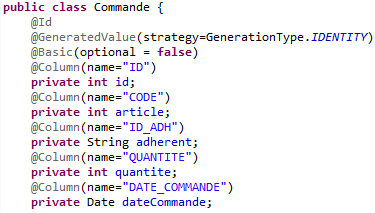 public class Commande {
@Id
@GeneratedValue(strategy=GenerationType.IDENTITY)
@Basic(optional = false)
@Column(name="ID")
private int id;
@Column(name="CODE")
private int article;
@Column(name="ID_ADH")
private String adherent;
@Column(name="QUANTITE")
private int quantite;
@Column(name="DATE_COMMANDE")
private Date dateCommande;